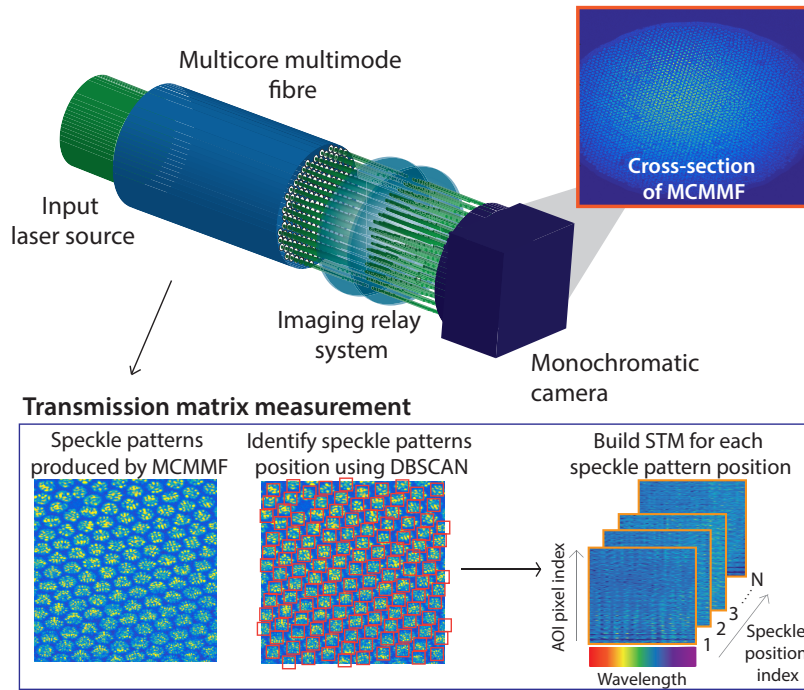 Multicore multimode
fibre
Cross-section
of MCMMF
Input
laser source
Imaging relay
system
Monochromatic
camera
Transmission matrix measurement
Speckle patterns
produced by MCMMF
Identify speckle patterns
position using DBSCAN
Build STM for each
speckle pattern position
AOI pixel index
1
2
3
N
Wavelength
Speckle
position
index